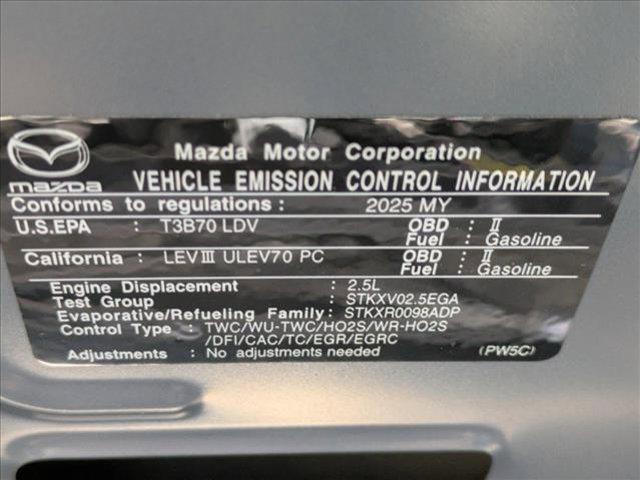 Mazda Motor Corporation
mazda VEHICLE EMISSION CONTROL INFORMATION
Conforms to regulations : 2025 MY
U.S.EPA : T3B70 LDV OBD : II
Fuel : Gasoline
California : LEVIII ULEV70 PC OBD : II
Fuel : Gasoline
Engine Displacement : 2.5L
Test Group : STKXV02.5EGA
Evaporative/Refueling Family: STKXR0098ADP
Control Type : TWC/WU-TWC/HO2S/WR-HO2S
/DFI/CAC/TC/EGR/EGRC
Adjustments : No adjustments needed (PW5C)